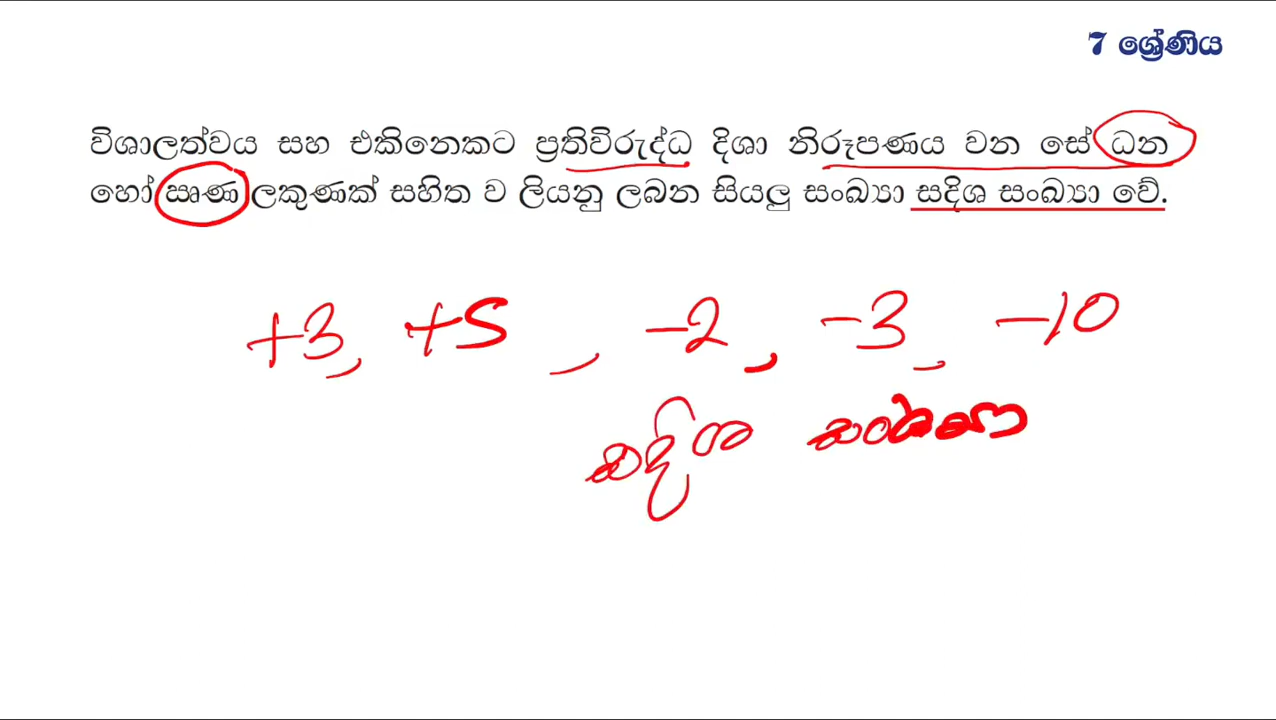 7 ශ්‍රේණිය
විශාලත්වය සහ එකිනෙකට ප්‍රතිවිරුද්ධ දිශා නිරූපණය වන සේ ධන
හෝ ඍණ ලකුණක් සහිත ව ලියනු ලබන සියලු සංඛ්‍යා සදිශ සංඛ්‍යා වේ.
+3, +5, -2, -3, -10
සදිශ සංඛ්‍යා